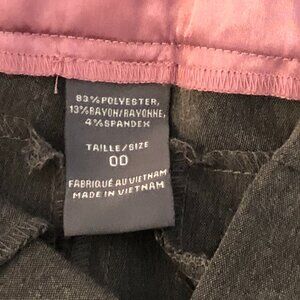 83%POLYESTER,
13%RAYON/RAYONNE,
4%SPANDEX
TAILLE/SIZE
00
FABRIQUÉ AU VIETNAM
MADE IN VIETNAM